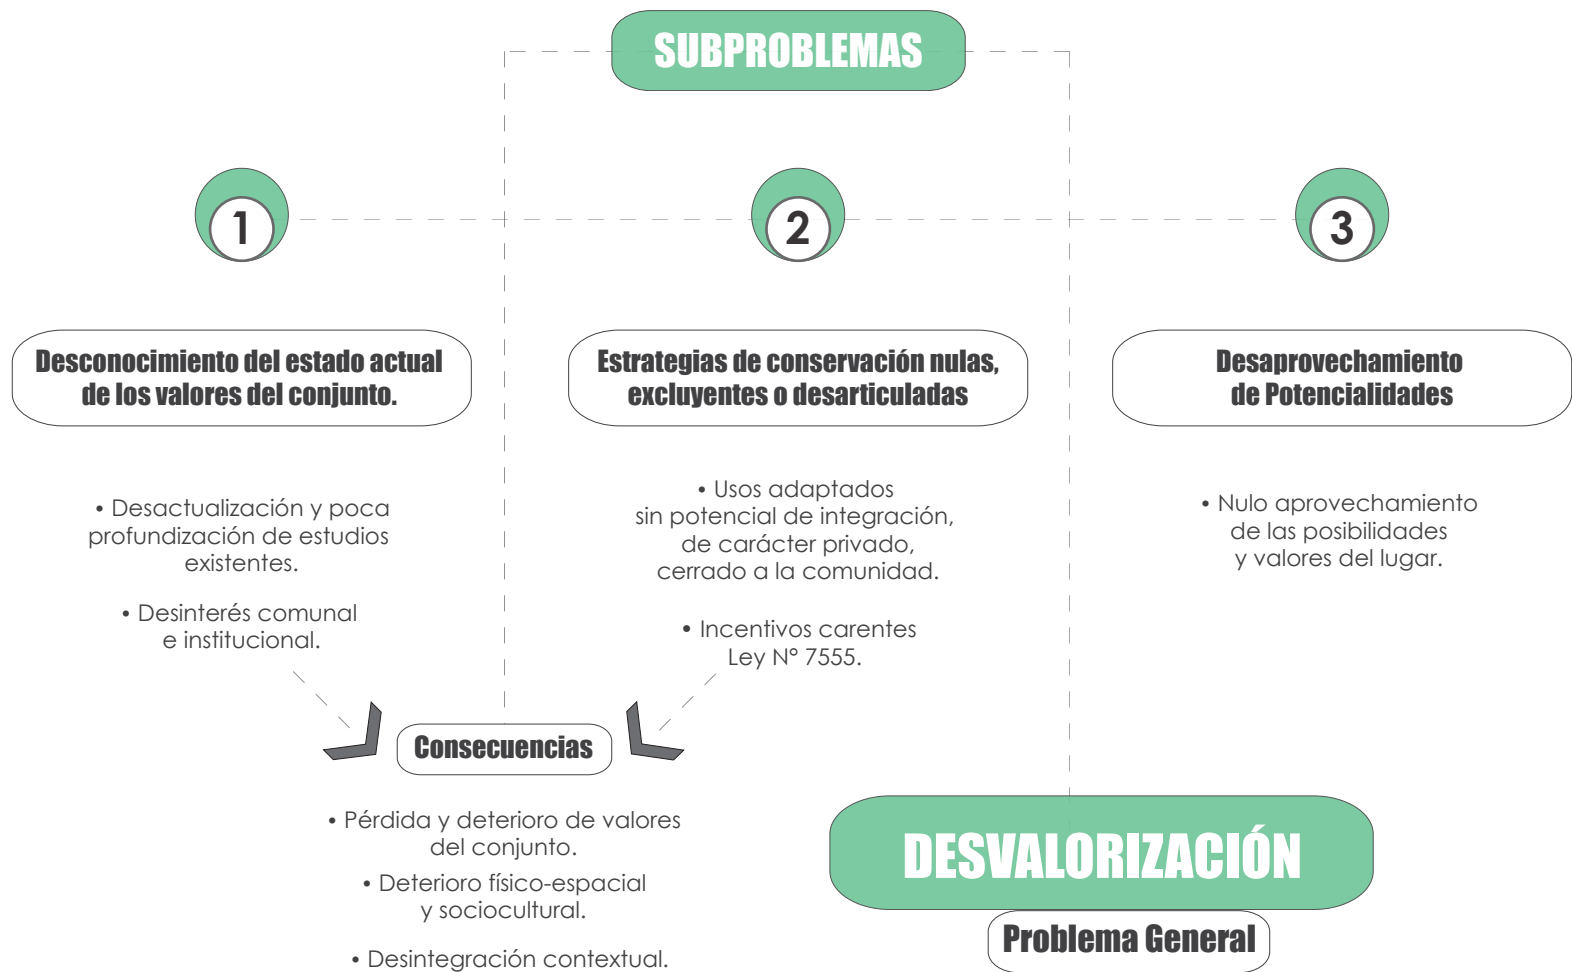 SUBPROBLEMAS
1
Desconocimiento del estado actual
de los valores del conjunto.
• Desactualización y poca
profundización de estudios
existentes.
• Desinterés comunal
e institucional.
2
Estrategias de conservación nulas,
excluyentes o desarticuladas
• Usos adaptados
sin potencial de integración,
de carácter privado,
cerrado a la comunidad.
• Incentivos carentes
Ley N° 7555.
3
Desaprovechamiento
de Potencialidades
• Nulo aprovechamiento
de las posibilidades
y valores del lugar.
Consecuencias
• Pérdida y deterioro de valores
del conjunto.
• Deterioro físico-espacial
y sociocultural.
• Desintegración contextual.
DESVALORIZACIÓN
Problema General